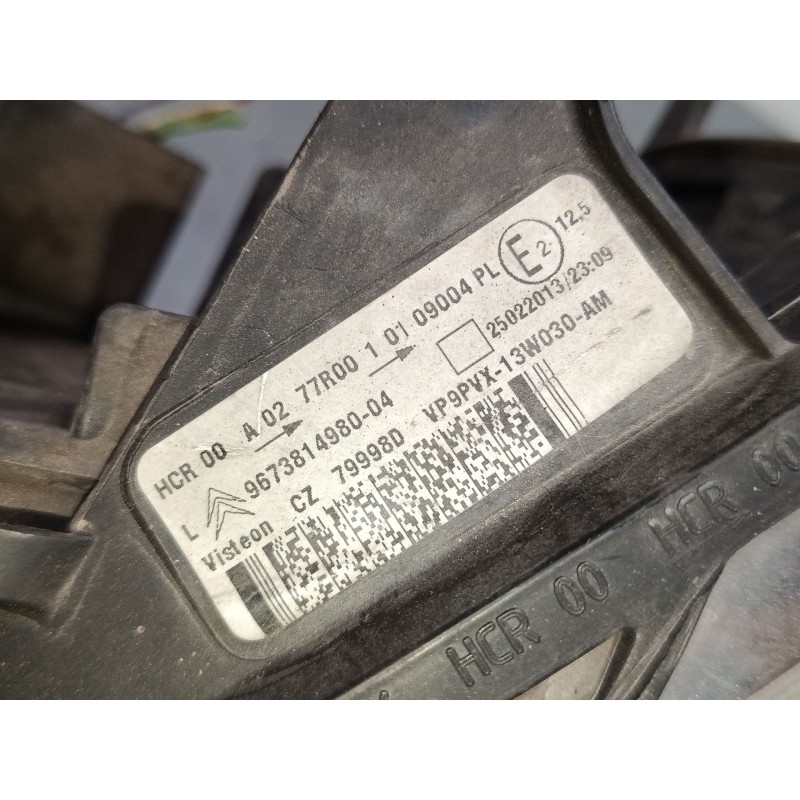 HCR 00 A 02 77R00 1 01 09004 PL E 2 12,5
L 9673814980-04 25022013/23:09
Visteon CZ 79998D VP9PVX-13W030-AM
HCR 00 HCR 00